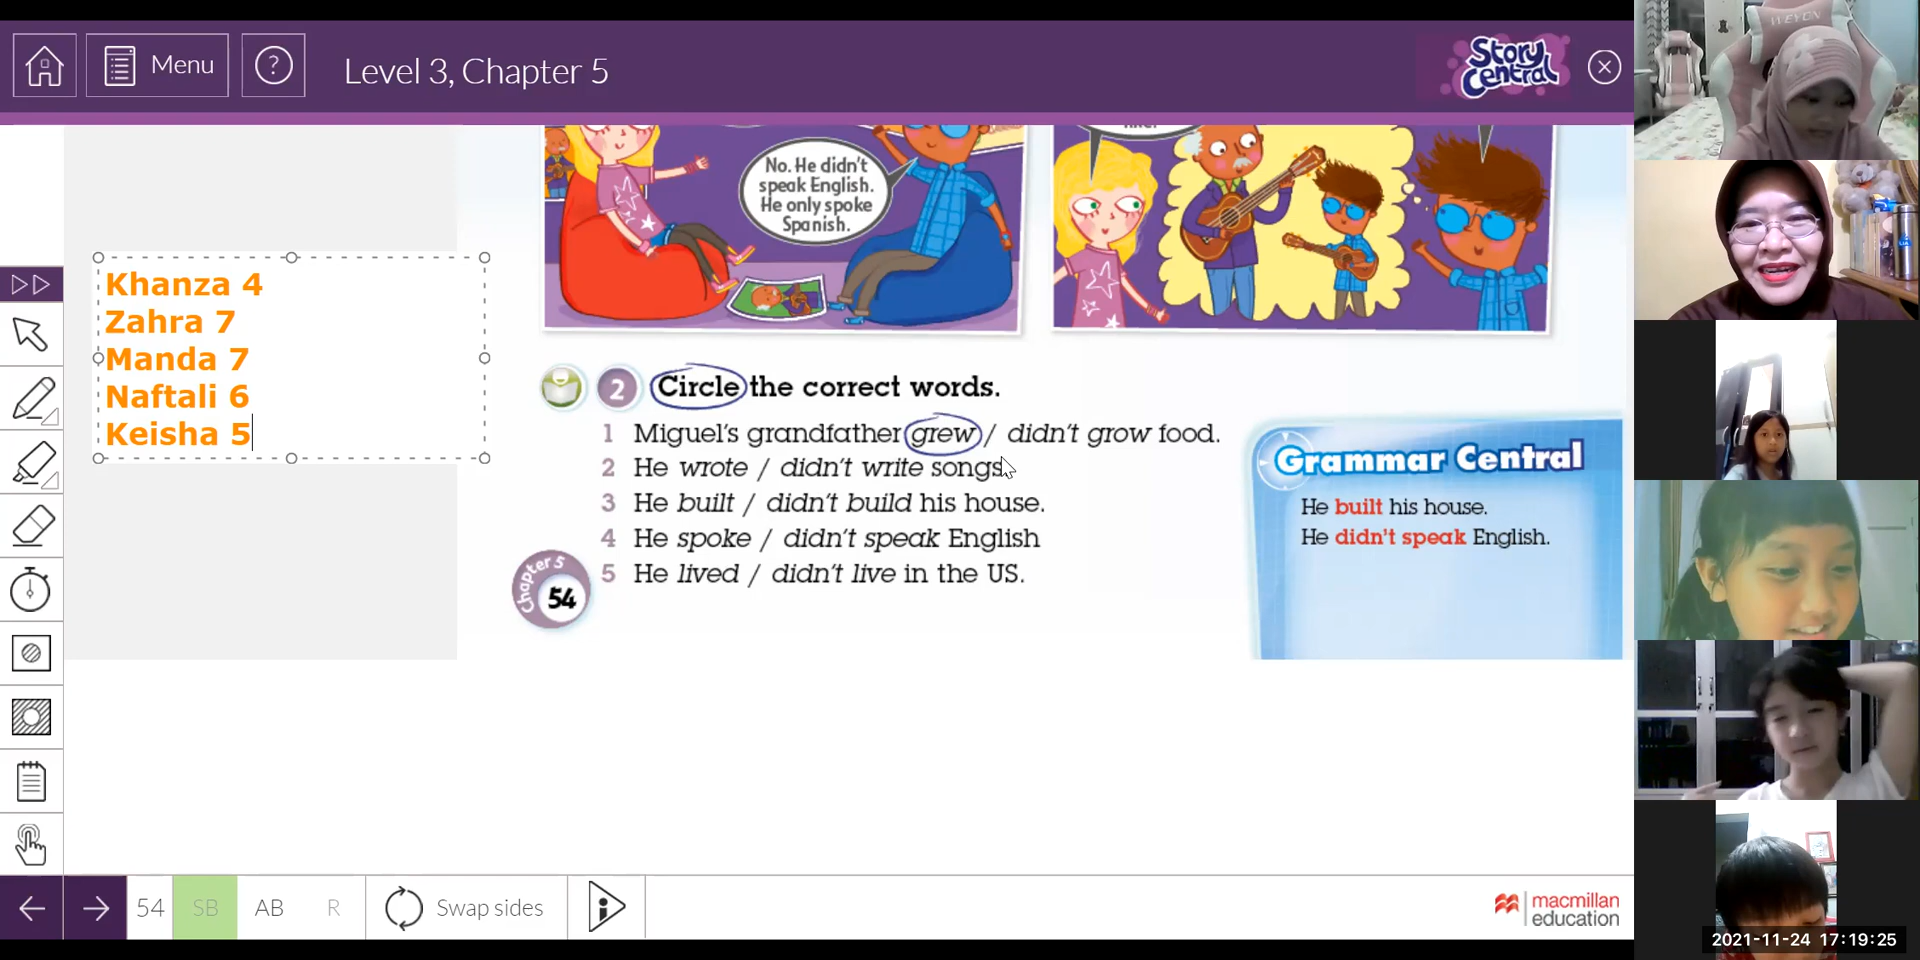 Menu
?
Level 3, Chapter 5
Story
Central
WEYON
No. He didn't
speak English.
He only spoke
Spanish.
Khanza 4
Zahra 7
Manda 7
Naftali 6
Keisha 5
2 Circle the correct words.
1 Miguel's grandfather grew / didn't grow food.
2 He wrote / didn't write songs
3 He built / didn't build his house.
4 He spoke / didn't speak English
5 He lived / didn't live in the US.
Chapter 5
54
Grammar Central
He built his house.
He didn't speak English.
54
SB
AB
R
Swap sides
macmillan
education
2021-11-24 17:19:25